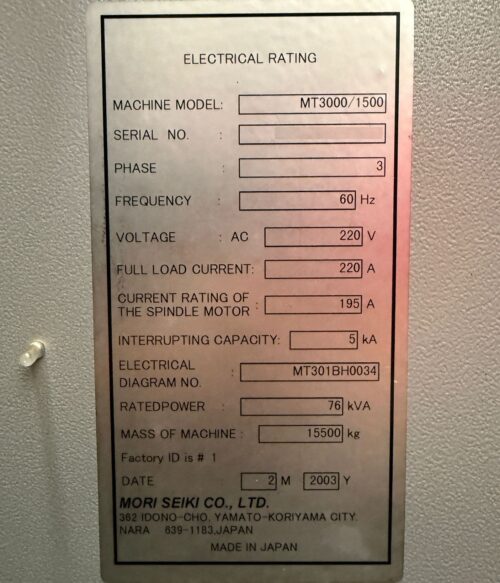 ELECTRICAL RATING
MACHINE MODEL: MT3000/1500
SERIAL NO. :
PHASE : 3
FREQUENCY : 60 Hz
VOLTAGE : AC 220 V
FULL LOAD CURRENT: 220 A
CURRENT RATING OF
THE SPINDLE MOTOR : 195 A
INTERRUPTING CAPACITY: 5 kA
ELECTRICAL
DIAGRAM NO. : MT301BH0034
RATEDPOWER : 76 kVA
MASS OF MACHINE : 15500 kg
Factory ID is # 1
DATE 2 M 2003 Y
MORI SEIKI CO., LTD.
362 IDONO-CHO, YAMATO-KORIYAMA CITY.
NARA 639-1183,JAPAN
MADE IN JAPAN